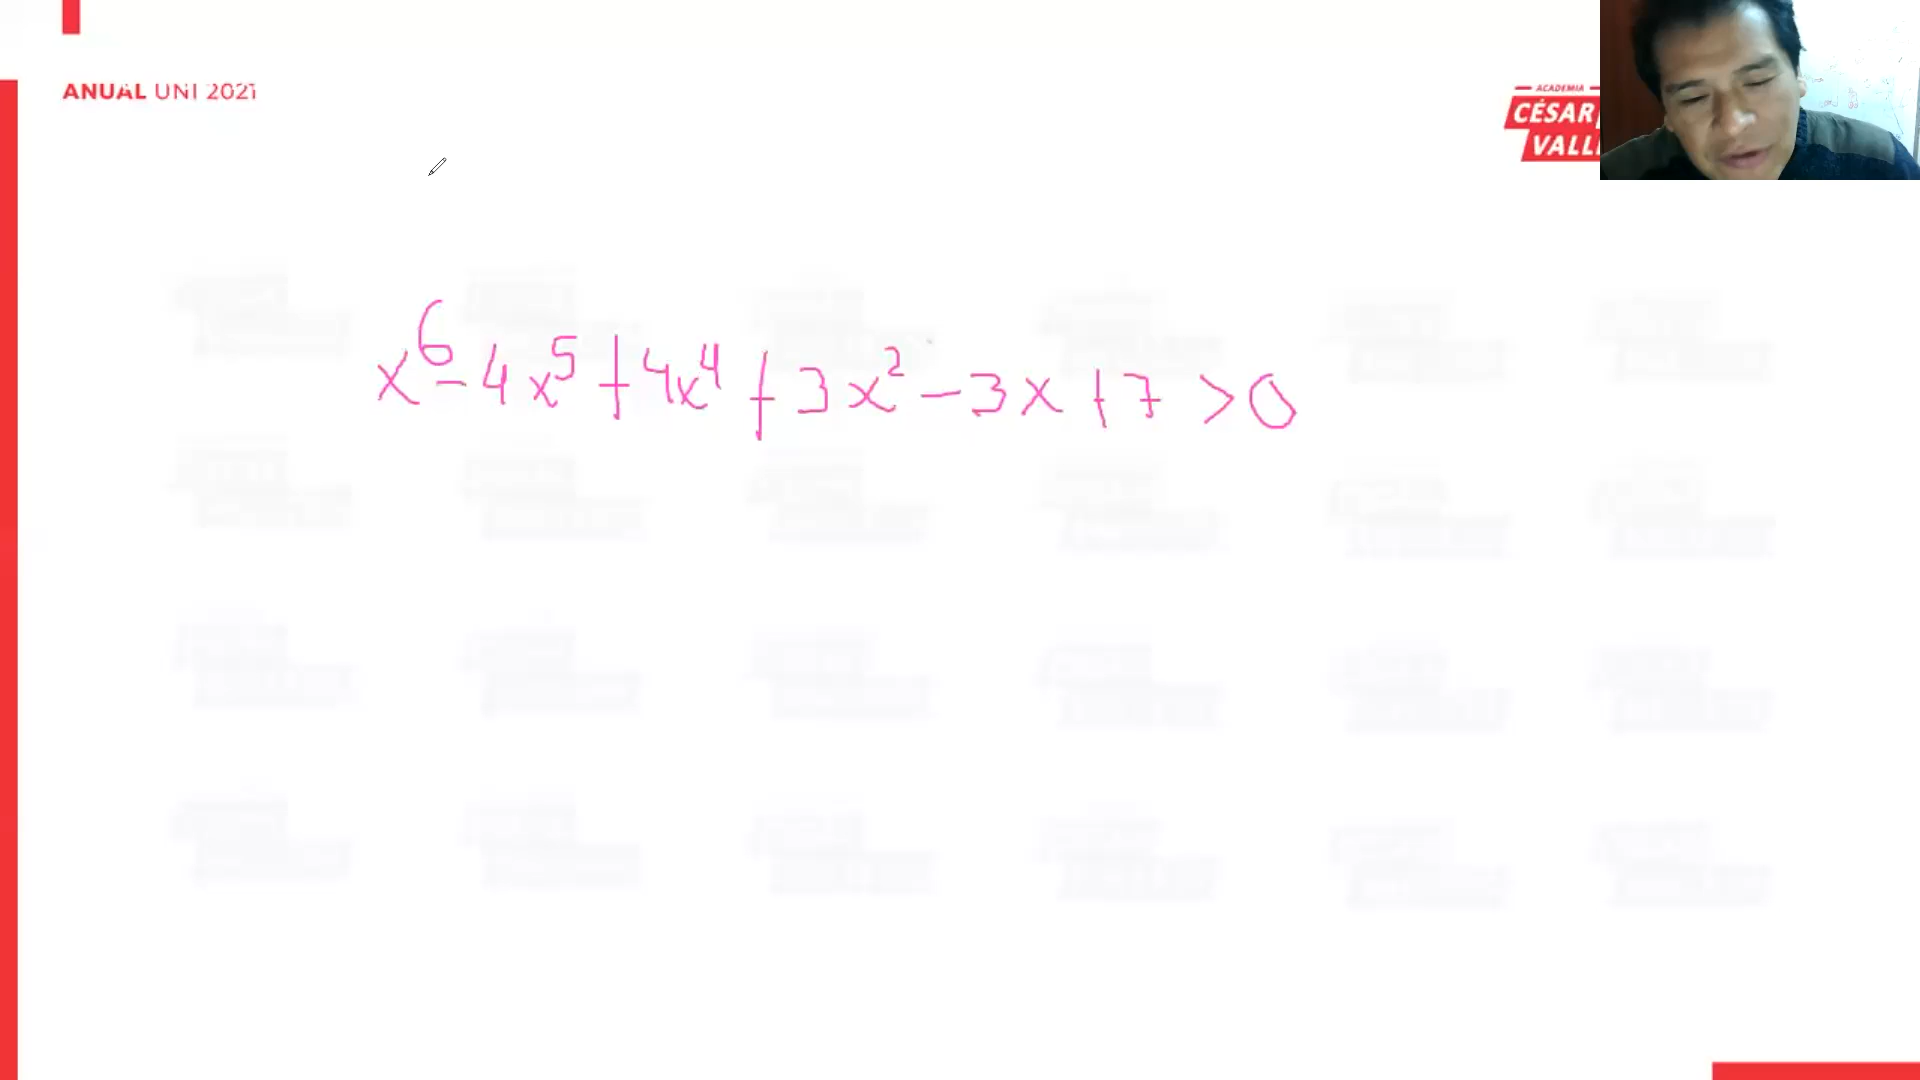 ANUAL UNI 2021
ACADEMIA
CÉSAR
VALL
x⁶ - 4x⁵ + 4x⁴ + 3x² - 3x + 7 > 0